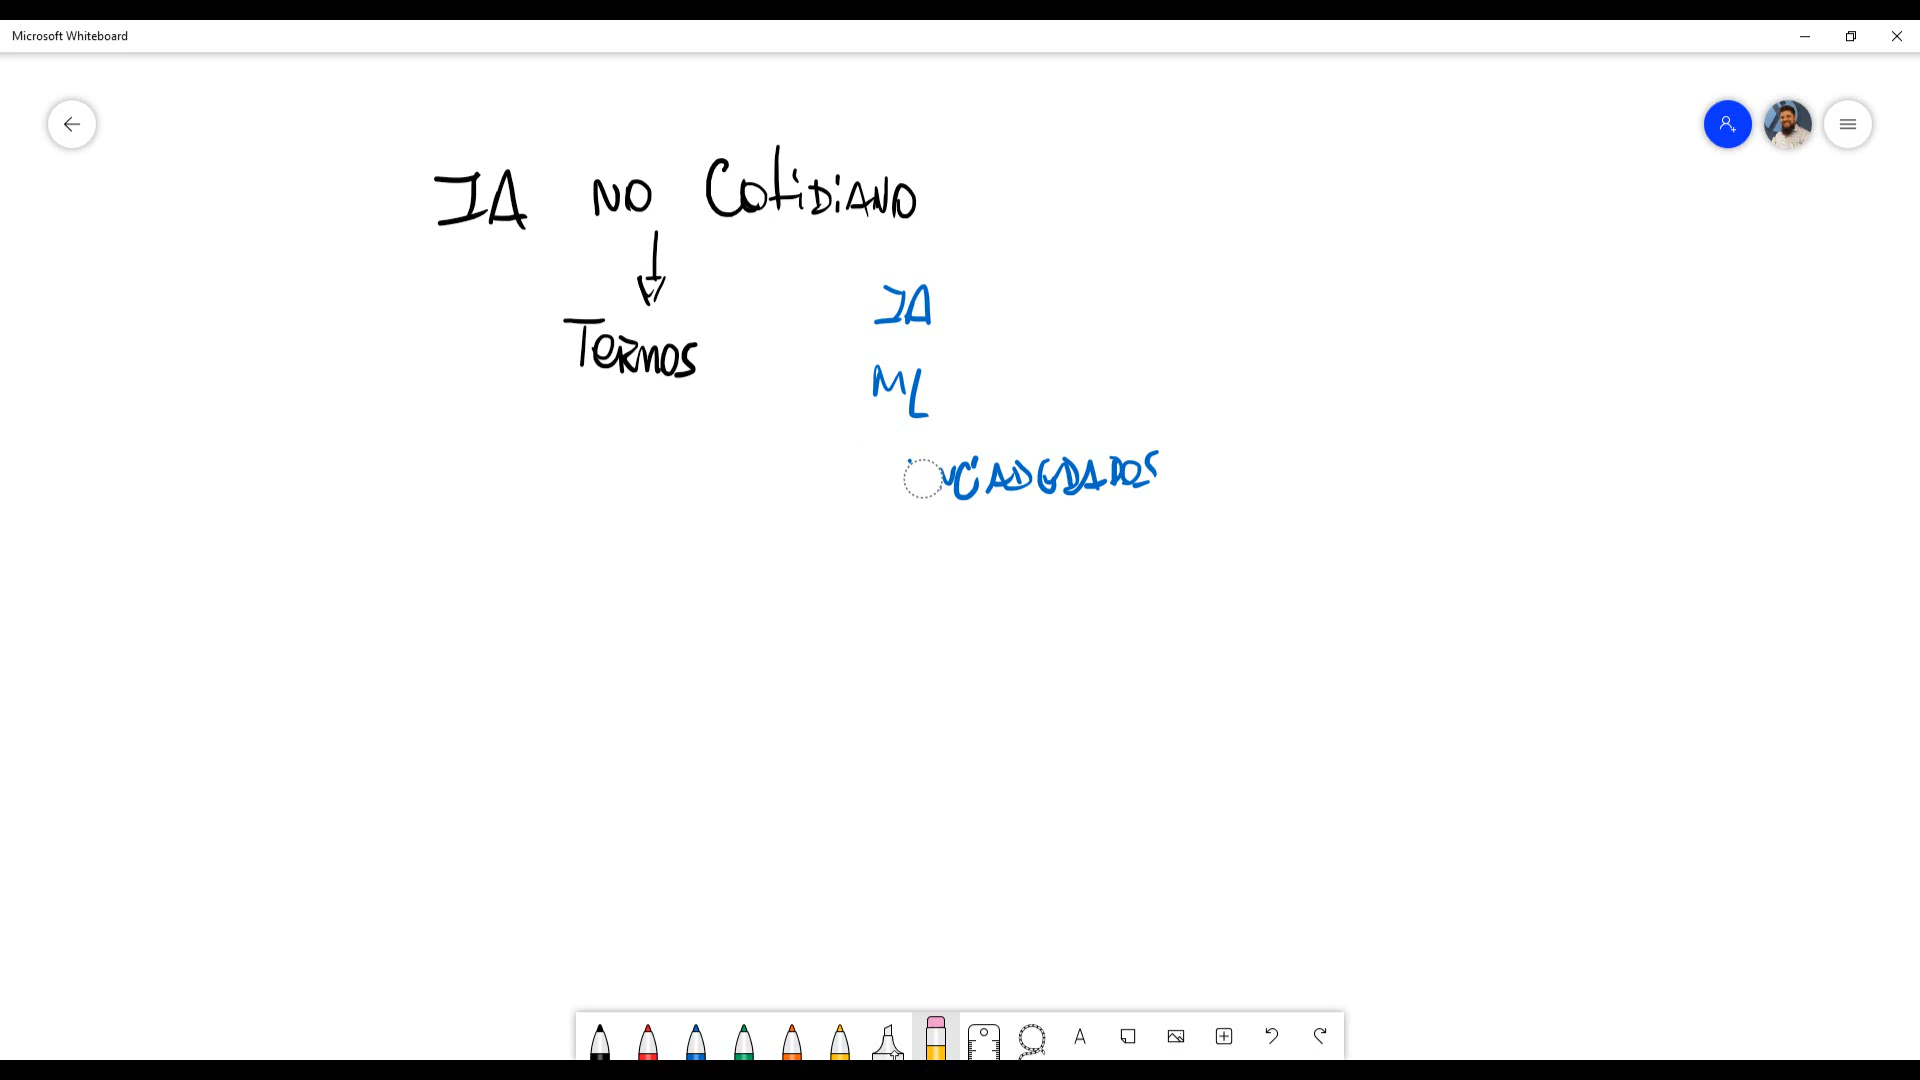 Microsoft Whiteboard
IA NO COTIDIANO
TERMOS
IA
ML